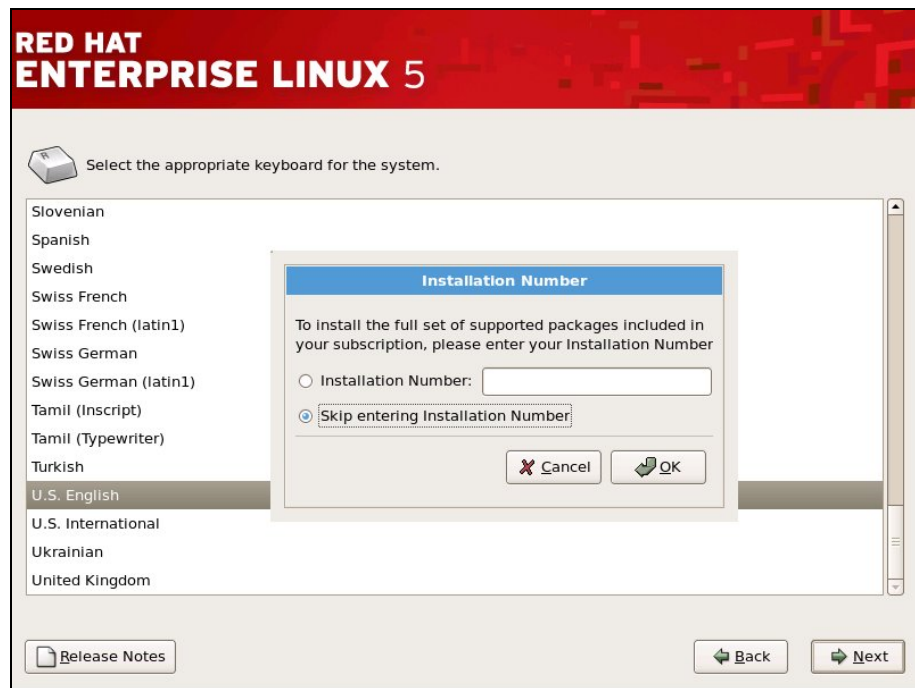 RED HAT
ENTERPRISE LINUX 5
R
Select the appropriate keyboard for the system.
Slovenian
Spanish
Swedish
Swiss French
Swiss French (latin1)
Swiss German
Swiss German (latin1)
Tamil (Inscript)
Tamil (Typewriter)
Turkish
U.S. English
U.S. International
Ukrainian
United Kingdom
Installation Number
To install the full set of supported packages included in
your subscription, please enter your Installation Number
Installation Number:
Skip entering Installation Number
Cancel OK
Release Notes Back Next